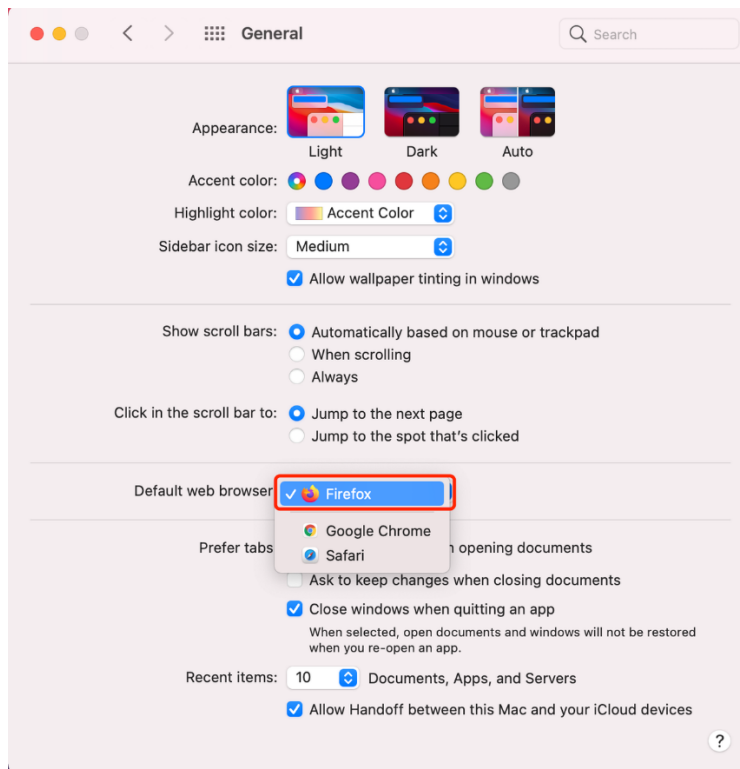 General
Search
Appearance:
Light Dark Auto
Accent color:
Highlight color: Accent Color
Sidebar icon size: Medium
Allow wallpaper tinting in windows
Show scroll bars: Automatically based on mouse or trackpad
When scrolling
Always
Click in the scroll bar to: Jump to the next page
Jump to the spot that's clicked
Default web browser Firefox
Google Chrome
Prefer tabs opening documents
Safari
Ask to keep changes when closing documents
Close windows when quitting an app
When selected, open documents and windows will not be restored
when you re-open an app.
Recent items: 10 Documents, Apps, and Servers
Allow Handoff between this Mac and your iCloud devices
?